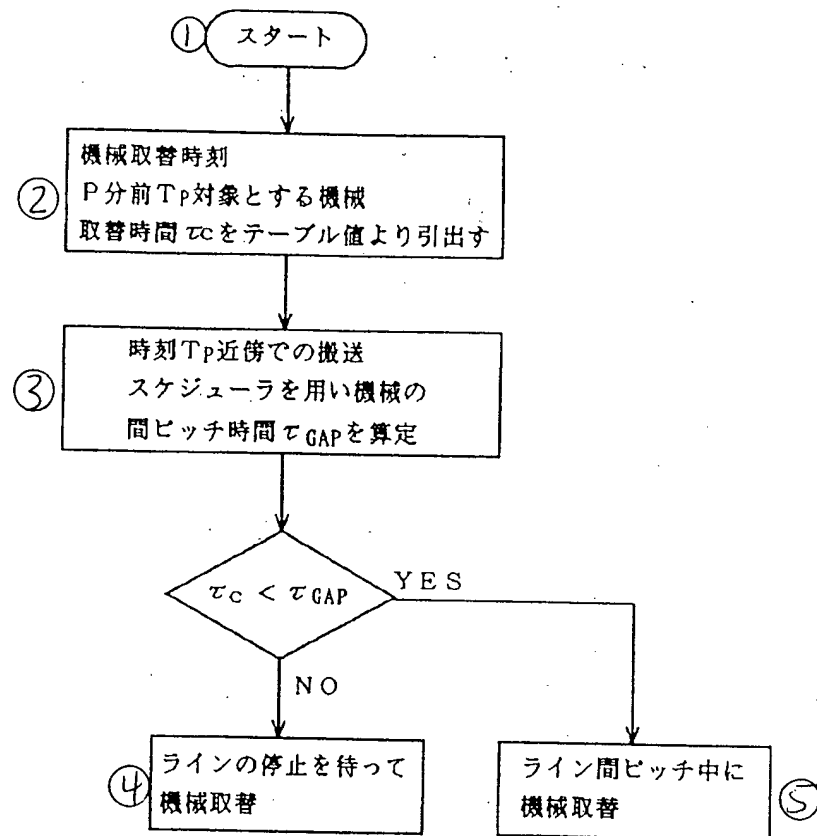 ① スタート
②
機械取替時刻
P分前TP対象とする機械
取替時間τCをテーブル値より引出す
③
時刻TP近傍での搬送
スケジューラを用い機械の
間ピッチ時間τGAPを算定
τC < τGAP
YES
NO
④
ラインの停止を待って
機械取替
ライン間ピッチ中に
機械取替
⑤